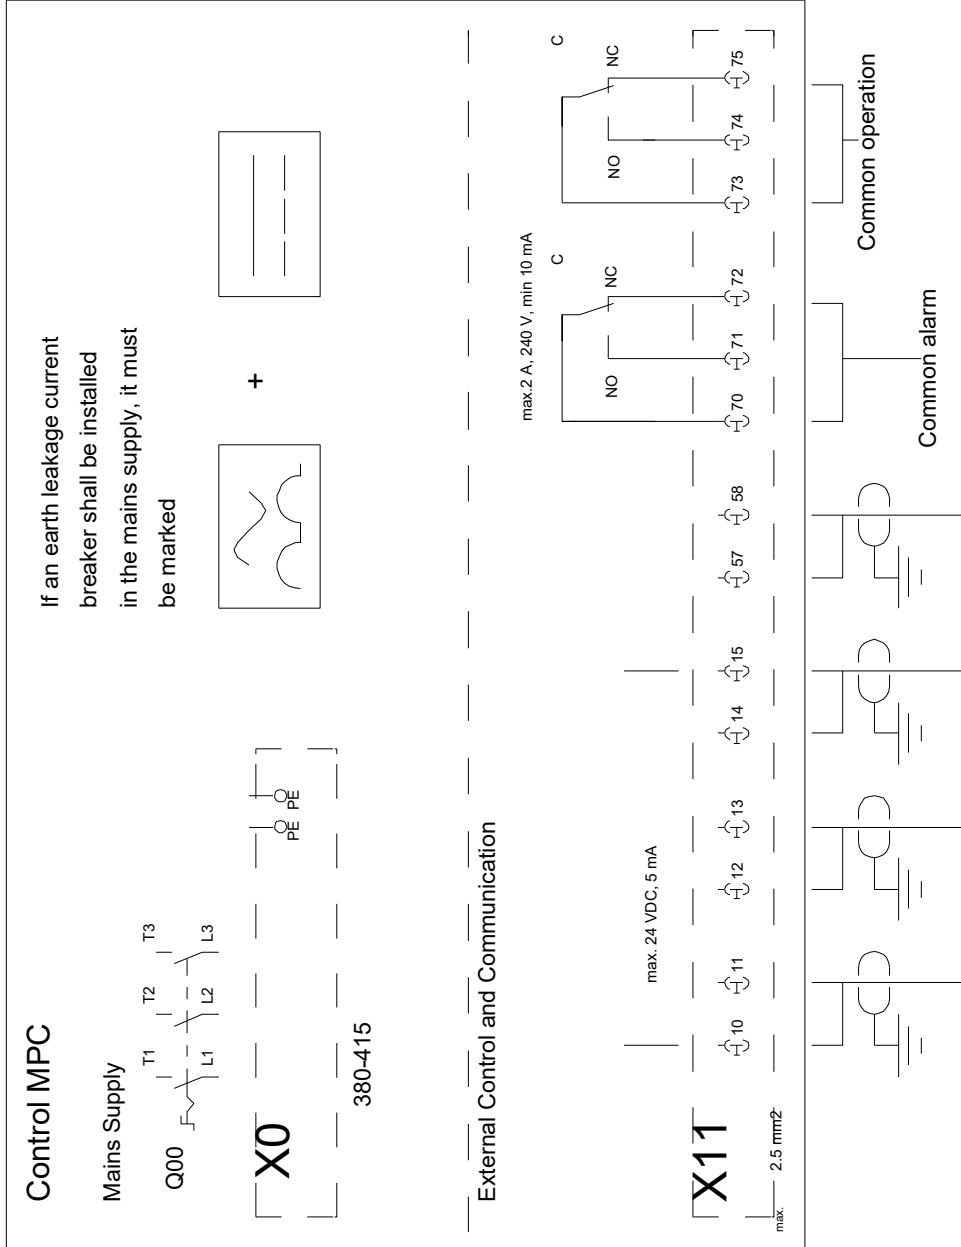 Control MPC
Mains Supply
If an earth leakage current
breaker shall be installed
in the mains supply, it must
be marked
+
Q00
T1 T2 T3
L1 L2 L3
X0
PE PE
380-415
External Control and Communication
max. 24 VDC, 5 mA
max.2 A, 240 V, min 10 mA
C C
NO NC NO NC
X11
10 11 12 13 14 15 57 58 70 71 72 73 74 75
max. 2.5 mm2
Common alarm
Common operation